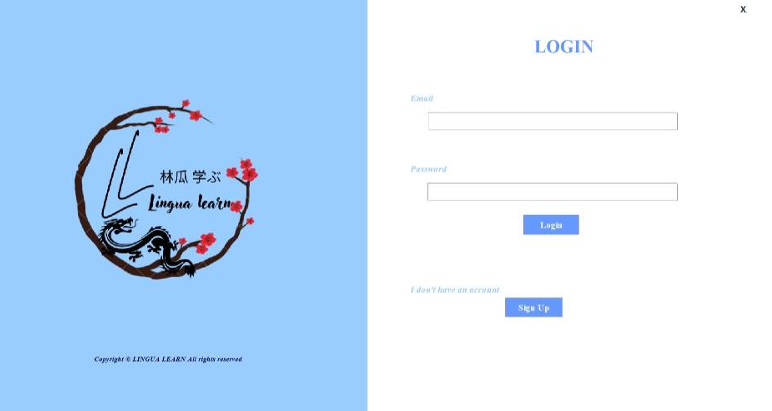 X
LL
林瓜 学ぶ
Lingua learn
Copyright © LINGUA LEARN All rights reserved
LOGIN
Email
Password
Login
I don't have an account
Sign Up